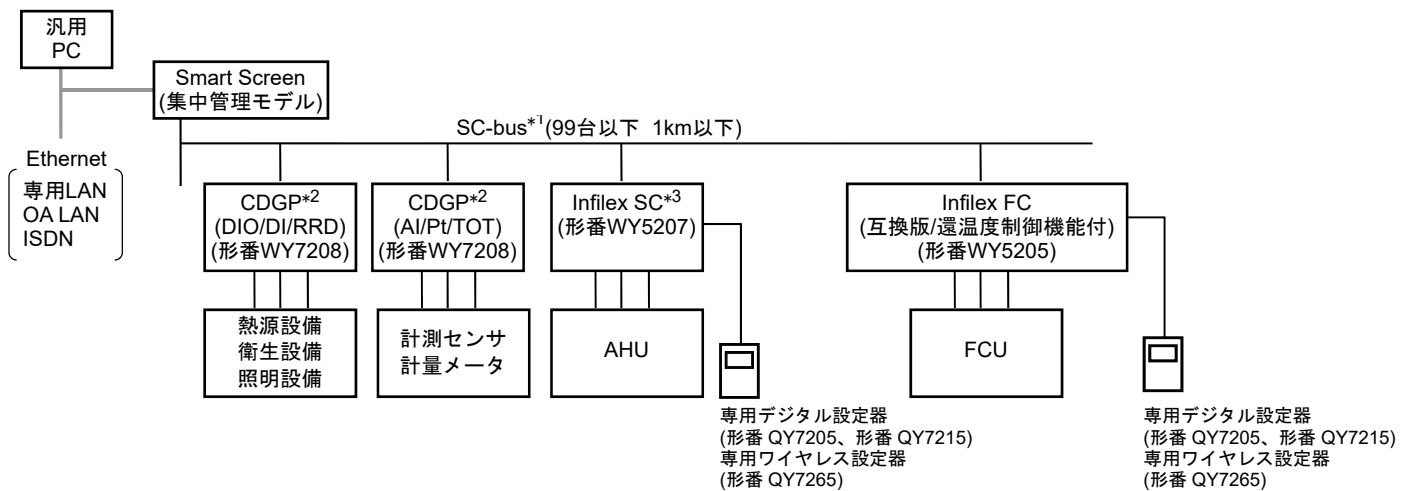 汎用
PC
Smart Screen
(集中管理モデル)
SC-bus*1(99台以下 1km以下)
Ethernet
専用LAN
OA LAN
ISDN
CDGP*2
(DIO/DI/RRD)
(形番WY7208)
CDGP*2
(AI/Pt/TOT)
(形番WY7208)
Infilex SC*3
(形番WY5207)
Infilex FC
(互換版/還温度制御機能付)
(形番WY5205)
熱源設備
衛生設備
照明設備
計測センサ
計量メータ
AHU
FCU
専用デジタル設定器
(形番 QY7205、形番 QY7215)
専用ワイヤレス設定器
(形番 QY7265)
専用デジタル設定器
(形番 QY7205、形番 QY7215)
専用ワイヤレス設定器
(形番 QY7265)